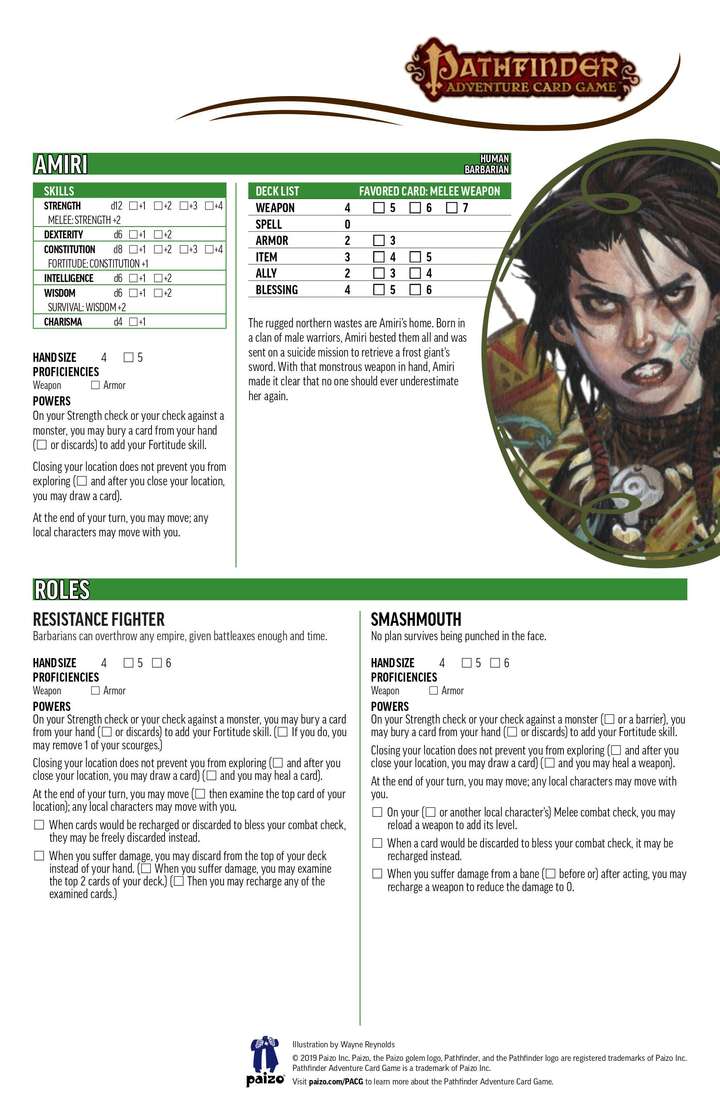 PATHFINDER
ADVENTURE CARD GAME
AMIRI
HUMAN
BARBARIAN
SKILLS
STRENGTH d12 ☐+1 ☐+2 ☐+3 ☐+4
MELEE: STRENGTH +2
DEXTERITY d6 ☐+1 ☐+2
CONSTITUTION d8 ☐+1 ☐+2 ☐+3 ☐+4
FORTITUDE: CONSTITUTION +1
INTELLIGENCE d6 ☐+1 ☐+2
WISDOM d6 ☐+1 ☐+2
SURVIVAL: WISDOM +2
CHARISMA d4 ☐+1
HAND SIZE 4 ☐ 5
PROFICIENCIES
Weapon ☐ Armor
POWERS
On your Strength check or your check against a
monster, you may bury a card from your hand
(☐ or discards) to add your Fortitude skill.
Closing your location does not prevent you from
exploring (☐ and after you close your location,
you may draw a card).
At the end of your turn, you may move; any
local characters may move with you.
DECK LIST FAVORED CARD: MELEE WEAPON
WEAPON 4 ☐ 5 ☐ 6 ☐ 7
SPELL 0
ARMOR 2 ☐ 3
ITEM 3 ☐ 4 ☐ 5
ALLY 2 ☐ 3 ☐ 4
BLESSING 4 ☐ 5 ☐ 6
The rugged northern wastes are Amiri's home. Born in
a clan of male warriors, Amiri bested them all and was
sent on a suicide mission to retrieve a frost giant's
sword. With that monstrous weapon in hand, Amiri
made it clear that no one should ever underestimate
her again.
ROLES
RESISTANCE FIGHTER
Barbarians can overthrow any empire, given battleaxes enough and time.
HAND SIZE 4 ☐ 5 ☐ 6
PROFICIENCIES
Weapon ☐ Armor
POWERS
On your Strength check or your check against a monster, you may bury a card
from your hand (☐ or discards) to add your Fortitude skill. (☐ If you do, you
may remove 1 of your scourges.)
Closing your location does not prevent you from exploring (☐ and after you
close your location, you may draw a card) (☐ and you may heal a card).
At the end of your turn, you may move (☐ then examine the top card of your
location); any local characters may move with you.
☐ When cards would be recharged or discarded to bless your combat check,
they may be freely discarded instead.
☐ When you suffer damage, you may discard from the top of your deck
instead of your hand. (☐ When you suffer damage, you may examine
the top 2 cards of your deck.) (☐ Then you may recharge any of the
examined cards.)
SMASHMOUTH
No plan survives being punched in the face.
HAND SIZE 4 ☐ 5 ☐ 6
PROFICIENCIES
Weapon ☐ Armor
POWERS
On your Strength check or your check against a monster (☐ or a barrier), you
may bury a card from your hand (☐ or discards) to add your Fortitude skill.
Closing your location does not prevent you from exploring (☐ and after you
close your location, you may draw a card) (☐ and you may heal a weapon).
At the end of your turn, you may move; any local characters may move with
you.
☐ On your (☐ or another local character's) Melee combat check, you may
reload a weapon to add its level.
☐ When a card would be discarded to bless your combat check, it may be
recharged instead.
☐ When you suffer damage from a bane (☐ before or) after acting, you may
recharge a weapon to reduce the damage to 0.
paizo
Illustration by Wayne Reynolds
© 2019 Paizo Inc. Paizo, the Paizo golem logo, Pathfinder, and the Pathfinder logo are registered trademarks of Paizo Inc.
Pathfinder Adventure Card Game is a trademark of Paizo Inc.
Visit paizo.com/PACG to learn more about the Pathfinder Adventure Card Game.